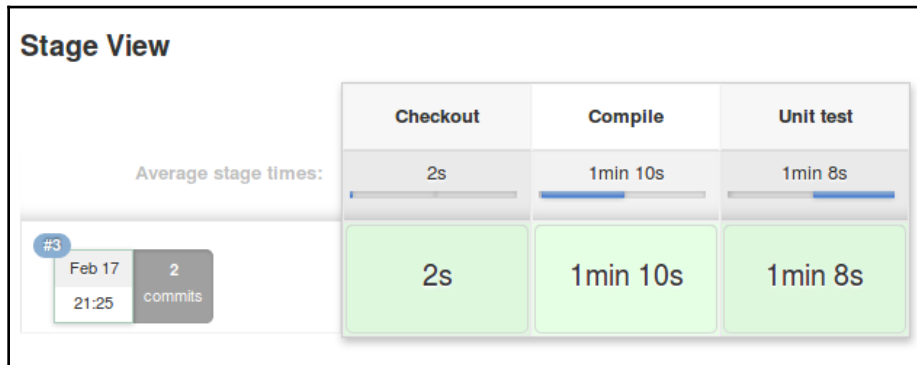 Stage View
Checkout Compile Unit test
Average stage times: 2s 1min 10s 1min 8s
#3
Feb 17 2
21:25 commits
2s 1min 10s 1min 8s